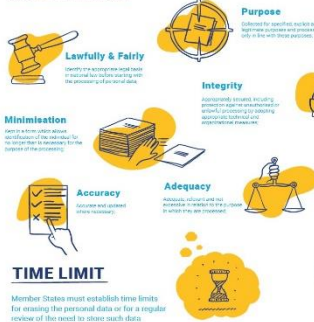 Purpose
Collected for specified, explicit and
legitimate purposes and processed
only in line with these purposes.
Lawfully & Fairly
Identify the appropriate legal basis
in national law before starting with
the processing of personal data.
Integrity
Appropriately secured, including
protection against unauthorised or
unlawful processing by adopting
appropriate technical and
organisational measures.
Minimisation
Kept in a form which allows
identification of the individual for
no longer than is necessary for the
purpose of the processing.
Accuracy
Accurate and updated
where necessary.
Adequacy
Adequate, relevant and not
excessive in relation to the purpose
in which they are processed.
TIME LIMIT
Member States must establish time limits
for erasing the personal data or for a regular
review of the need to store such data